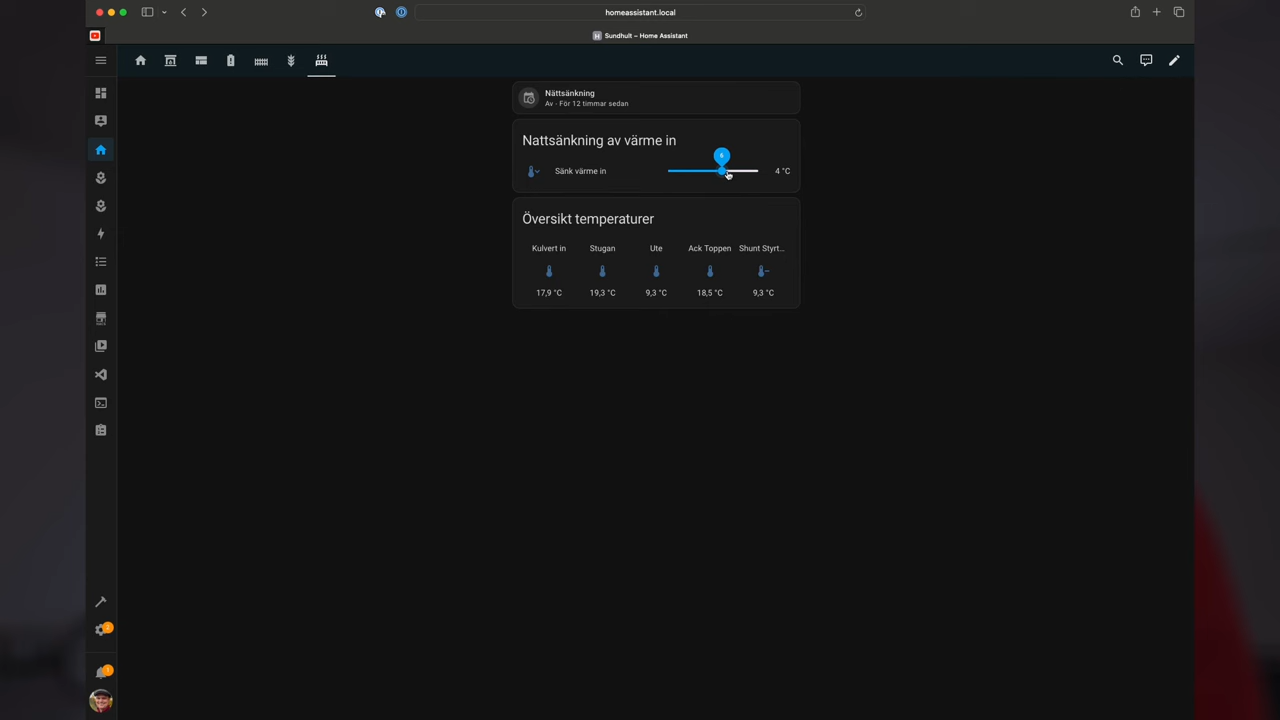 homeassistant.local
Sundhult – Home Assistant
Nättsänkning
Av · För 12 timmar sedan
Nattsänkning av värme in
6
Sänk värme in
4 °C
Översikt temperaturer
Kulvert in Stugan Ute Ack Toppen Shunt Styrt...
17,9 °C 19,3 °C 9,3 °C 18,5 °C 9,3 °C